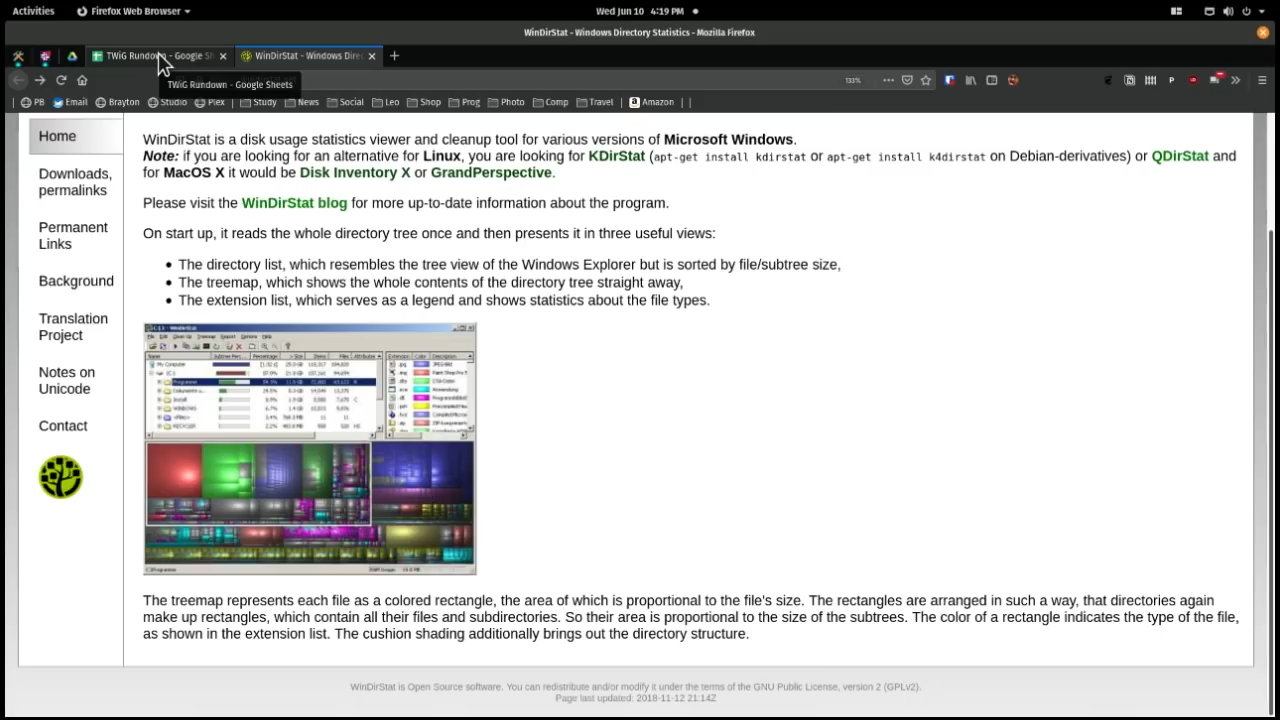 Activities
Firefox Web Browser
Wed Jun 10 4:19 PM
WinDirStat - Windows Directory Statistics - Mozilla Firefox
TWiG Rundown - Google Sh
WinDirStat - Windows Dire
TWiG Rundown - Google Sheets
133%
PB Email Brayton Studio Plex Study News Social Leo Shop Prog Photo Comp Travel Amazon
Home
Downloads,
permalinks
Permanent
Links
Background
Translation
Project
Notes on
Unicode
Contact
WinDirStat is a disk usage statistics viewer and cleanup tool for various versions of Microsoft Windows.
Note: if you are looking for an alternative for Linux, you are looking for KDirStat (apt-get install kdirstat or apt-get install k4dirstat on Debian-derivatives) or QDirStat and
for MacOS X it would be Disk Inventory X or GrandPerspective.
Please visit the WinDirStat blog for more up-to-date information about the program.
On start up, it reads the whole directory tree once and then presents it in three useful views:
• The directory list, which resembles the tree view of the Windows Explorer but is sorted by file/subtree size,
• The treemap, which shows the whole contents of the directory tree straight away,
• The extension list, which serves as a legend and shows statistics about the file types.
The treemap represents each file as a colored rectangle, the area of which is proportional to the file's size. The rectangles are arranged in such a way, that directories again
make up rectangles, which contain all their files and subdirectories. So their area is proportional to the size of the subtrees. The color of a rectangle indicates the type of the file,
as shown in the extension list. The cushion shading additionally brings out the directory structure.
WinDirStat is Open Source software. You can redistribute and/or modify it under the terms of the GNU Public License, version 2 (GPLv2).
Page last updated: 2018-11-12 21:14Z